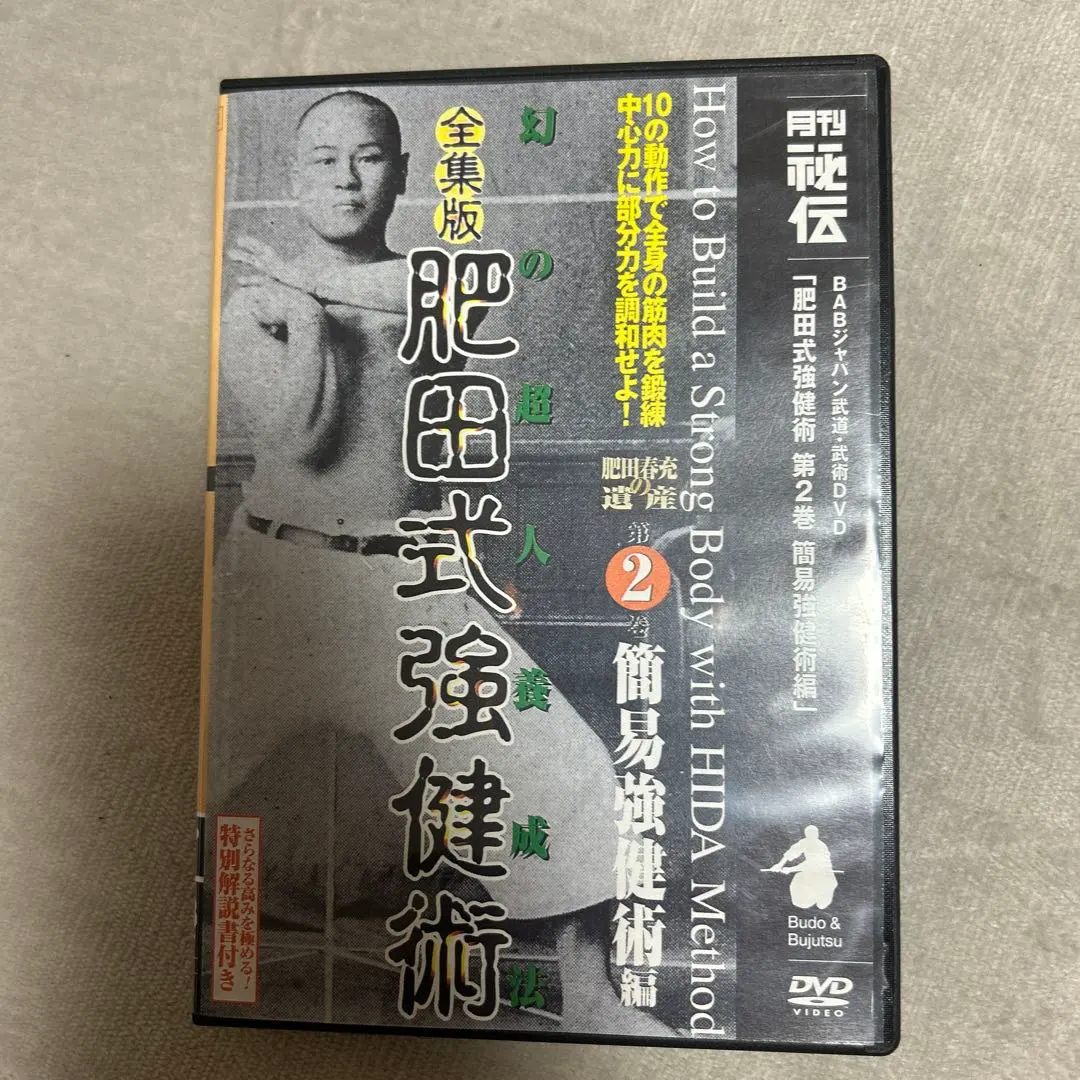 月刊
秘伝
BABジャパン武道・武術DVD
「肥田式強健術 第2巻 簡易強健術編」
Budo &
Bujutsu
DVD
VIDEO
How to Build a Strong Body with HIDA Method
10の動作で全身の筋肉を鍛練
中心力に部分力を調和せよ!
肥田春充
の
遺産
第
2
巻
簡易強健術編
幻の超人養成法
全集版
肥田式強健術
さらなる高みを極める!
特別解説書付き